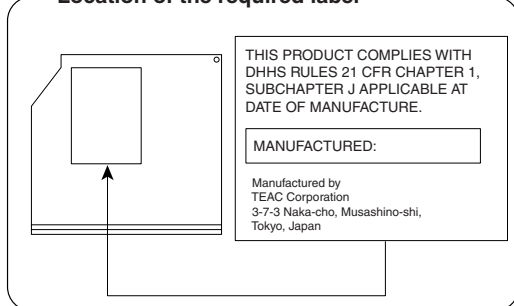 Location of the required label
THIS PRODUCT COMPLIES WITH
DHHS RULES 21 CFR CHAPTER 1,
SUBCHAPTER J APPLICABLE AT
DATE OF MANUFACTURE.
MANUFACTURED:
Manufactured by
TEAC Corporation
3-7-3 Naka-cho, Musashino-shi,
Tokyo, Japan